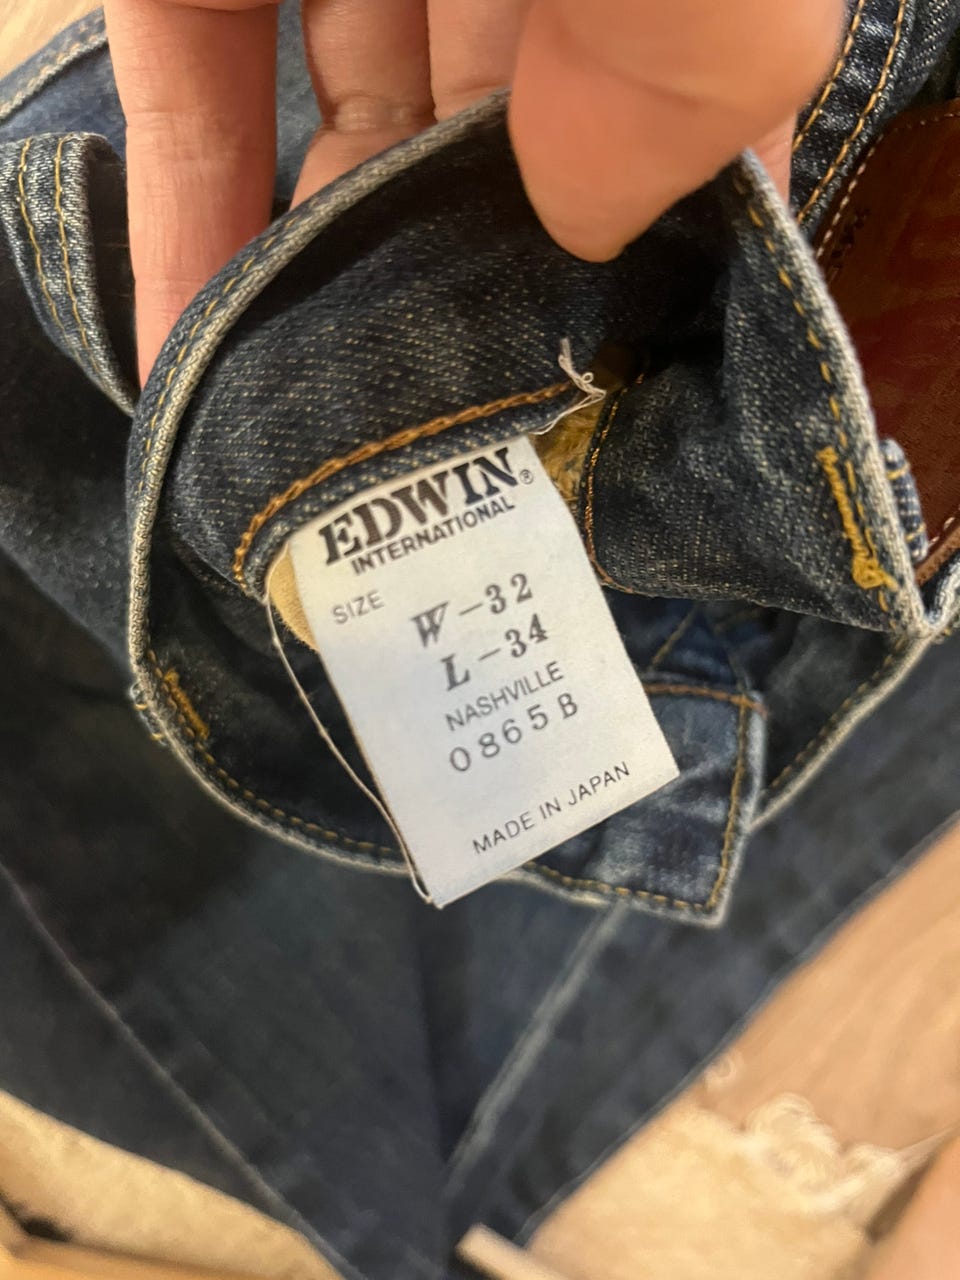 EDWIN®
INTERNATIONAL
SIZE
W-32
L-34
NASHVILLE
0865B
MADE IN JAPAN